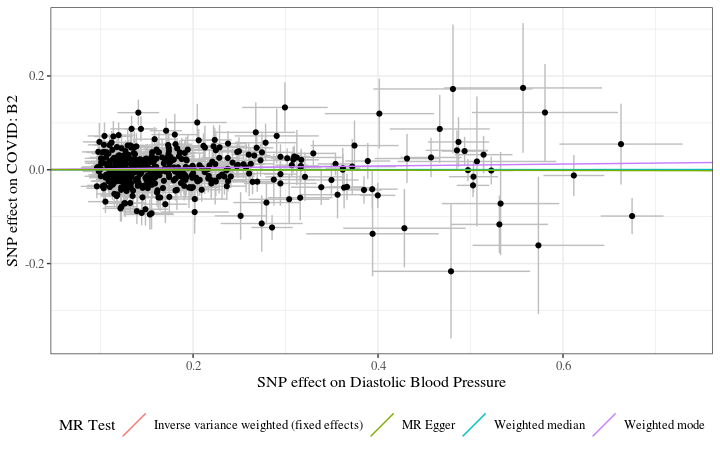 SNP effect on COVID: B2
0.2
0.0
-0.2
0.2 0.4 0.6
SNP effect on Diastolic Blood Pressure
MR Test Inverse variance weighted (fixed effects) MR Egger Weighted median Weighted mode